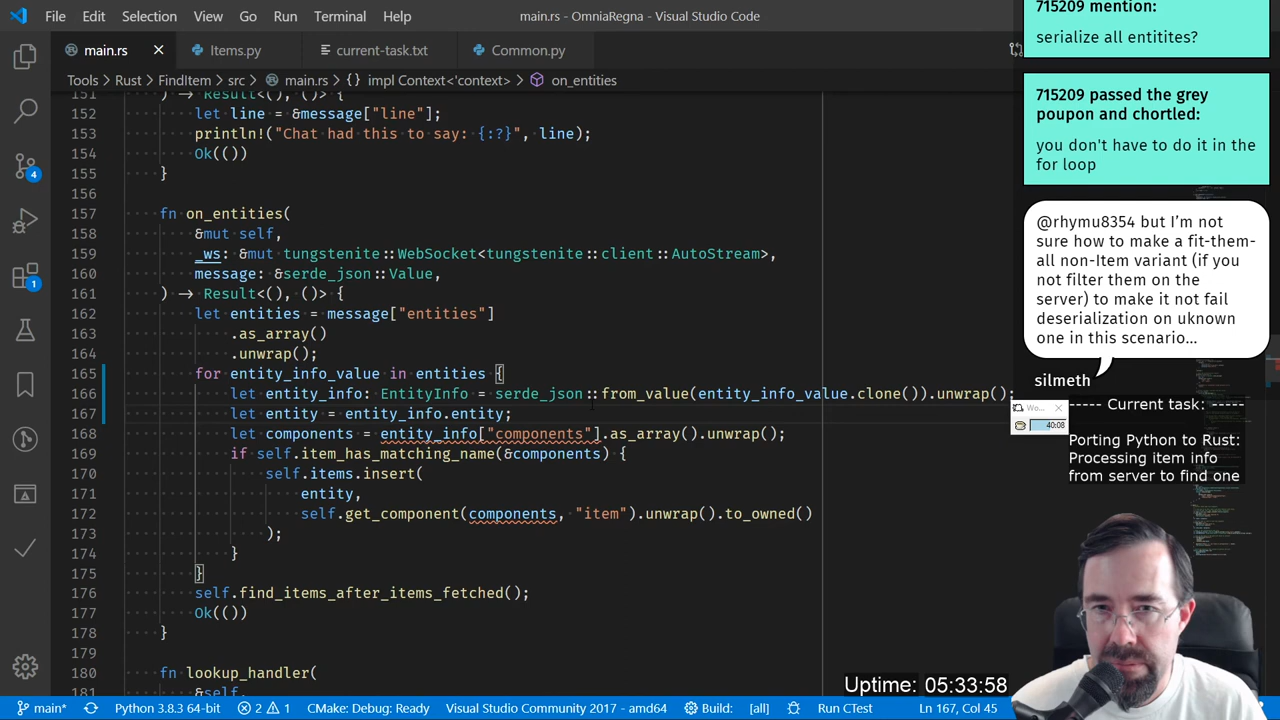 File Edit Selection View Go Run Terminal Help
main.rs - OmniaRegna - Visual Studio Code
main.rs
Items.py
current-task.txt
Common.py
Tools > Rust > FindItem > src > main.rs > {} impl Context<'context> > on_entities
151 ) → Result<(), ()> {
152 let line = &message["line"];
153 println!("Chat had this to say: {:?}", line);
154 Ok(())
155 }
156
157 fn on_entities(
158 &mut self,
159 _ws: &mut tungstenite::WebSocket<tungstenite::client::AutoStream>,
160 message: &serde_json::Value,
161 ) → Result<(), ()> {
162 let entities = message["entities"]
163 .as_array()
164 .unwrap();
165 for entity_info_value in entities {
166 let entity_info: EntityInfo = serde_json::from_value(entity_info_value.clone()).unwrap();
167 let entity = entity_info.entity;
168 let components = entity_info["components"].as_array().unwrap();
169 if self.item_has_matching_name(&components) {
170 self.items.insert(
171 entity,
172 self.get_component(components, "item").unwrap().to_owned()
173 );
174 }
175 }
176 self.find_items_after_items_fetched();
177 Ok(())
178 }
179
180 fn lookup_handler(
181 &self,
715209 mention:
serialize all entitites?
715209 passed the grey
poupon and chortled:
you don't have to do it in the
for loop
@rhymu8354 but I'm not
sure how to make a fit-them-
all non-Item variant (if you
not filter them on the
server) to make it not fail
deserialization on uknown
one in this scenario...
silmeth
Wo...
40:08
----- Current task: -----
Porting Python to Rust:
Processing item info
from server to find one
Uptime: 05:33:58
4
1
main* Python 3.8.3 64-bit 2 1 CMake: Debug: Ready Visual Studio Community 2017 - amd64 Build: [all] Run CTest Ln 167, Col 45